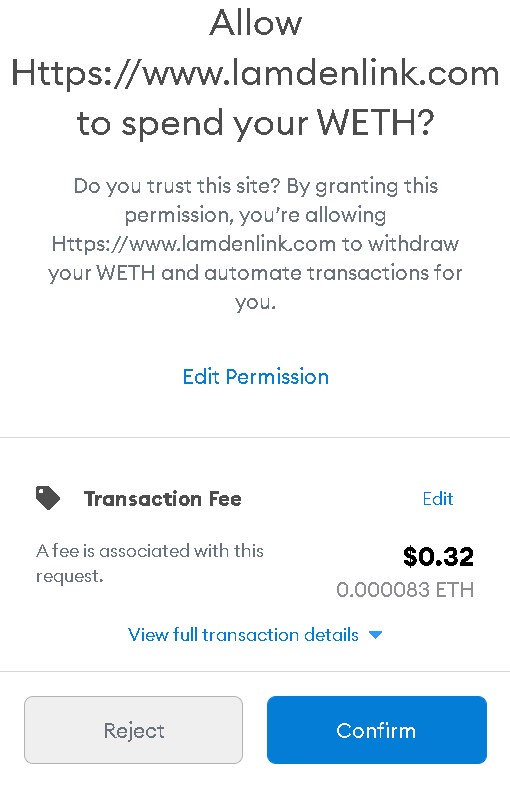 Allow
Https://www.lamdenlink.com
to spend your WETH?
Do you trust this site? By granting this
permission, you're allowing
Https://www.lamdenlink.com to withdraw
your WETH and automate transactions for
you.
Edit Permission
Transaction Fee
Edit
A fee is associated with this
request.
$0.32
0.000083 ETH
View full transaction details
Reject
Confirm